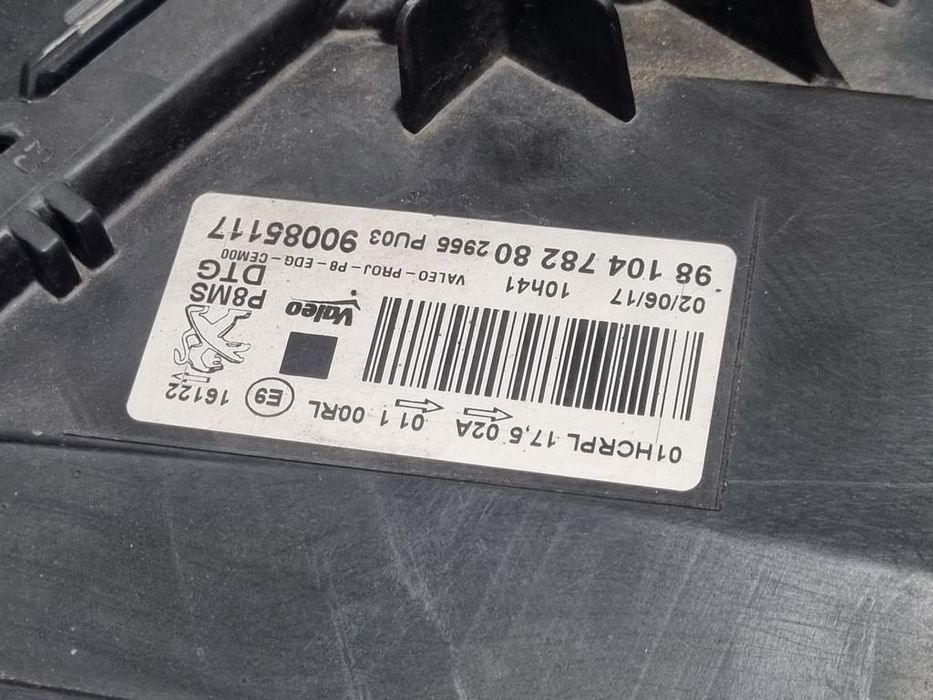 98 104 782 80 2955 PU03 90085117
02/06/17 10h41 VALEO-PROJ-P8-EDG-CEM00
P8MS
DTG
Valeo
01HCRPL 17,5 02A 01 1 00RL E9 16122